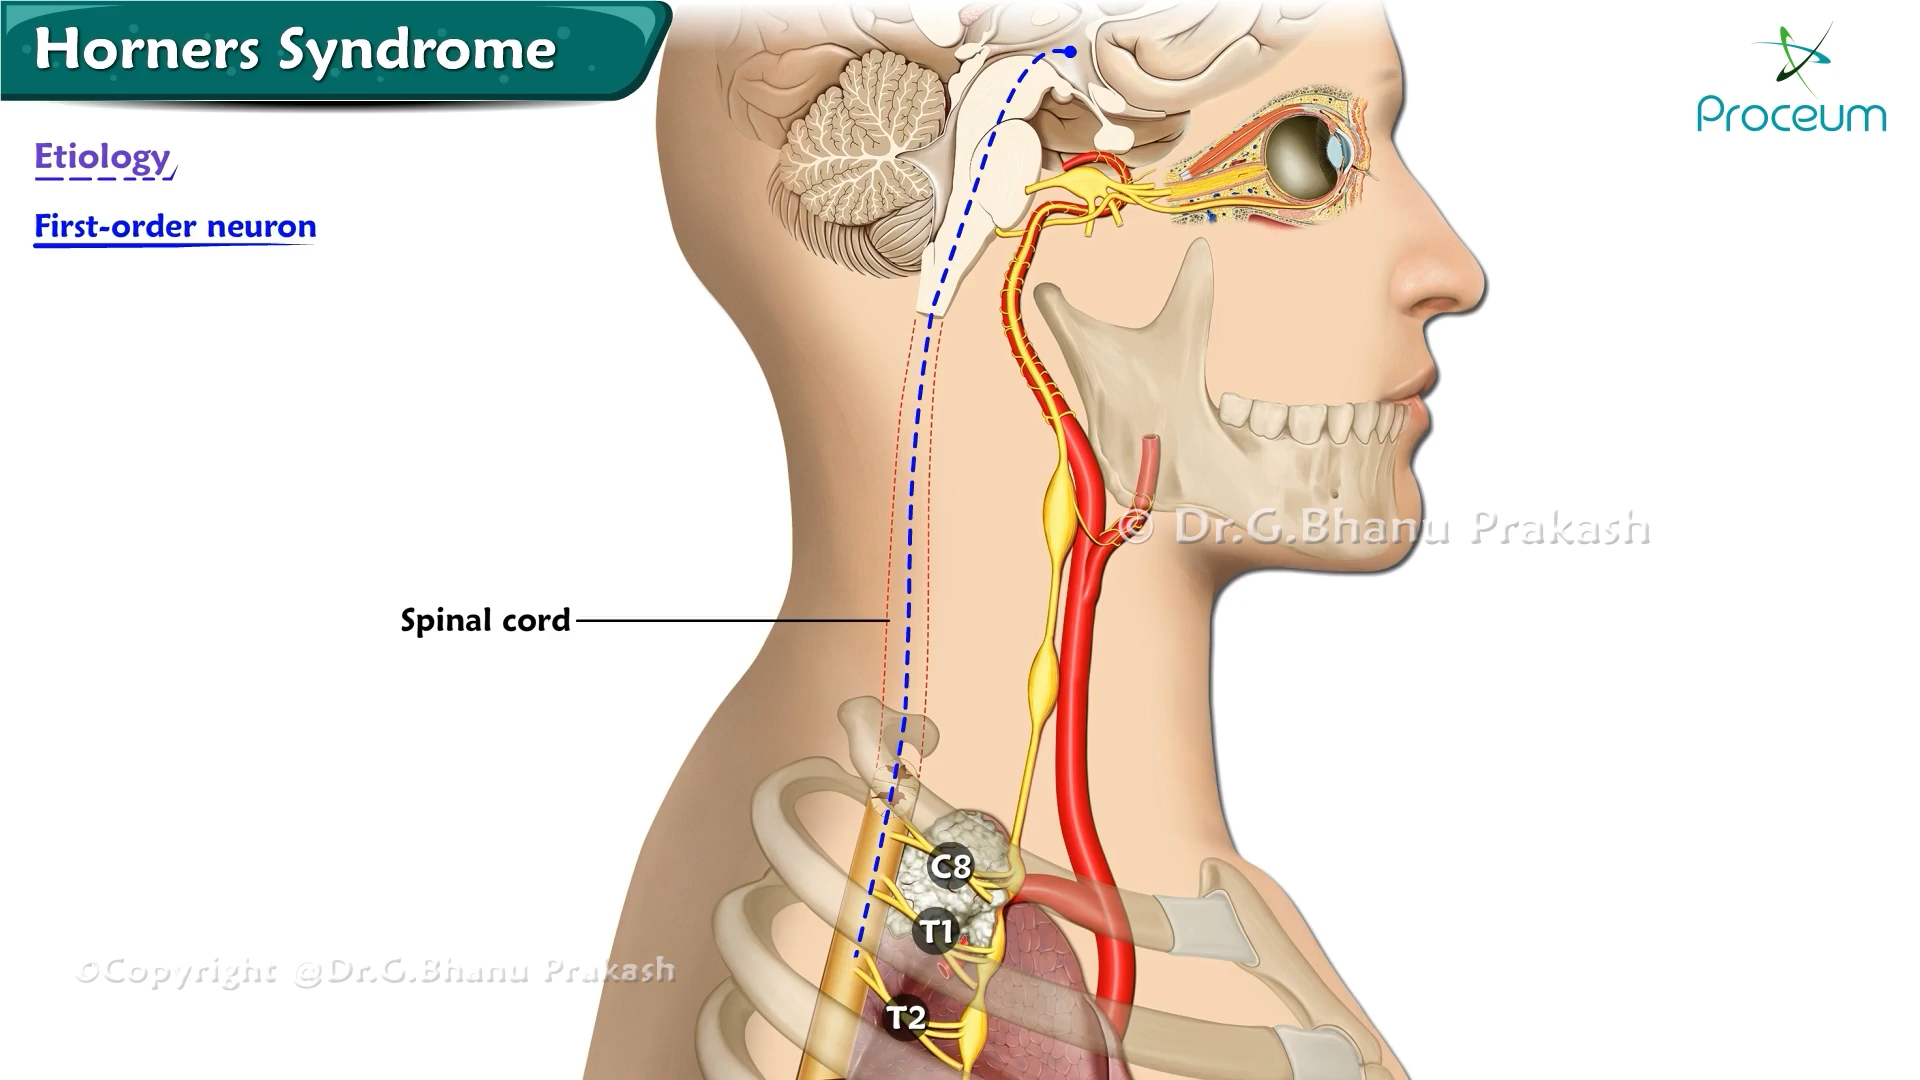 Horners Syndrome
Proceum
Etiology
First-order neuron
© Dr.G.Bhanu Prakash
Spinal cord
C8
T1
©Copyright @Dr.G.Bhanu Prakash
T2